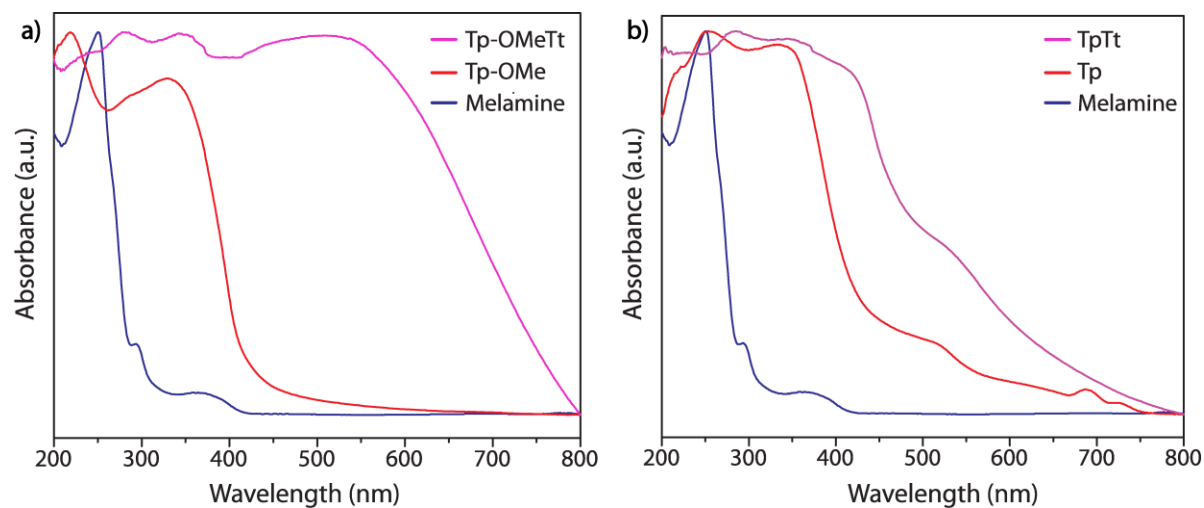 a)
Tp-OMeTt
Tp-OMe
Melamine
Absorbance (a.u.)
200 300 400 500 600 700 800
Wavelength (nm)
b)
TpTt
Tp
Melamine
Absorbance (a.u.)
200 300 400 500 600 700 800
Wavelength (nm)